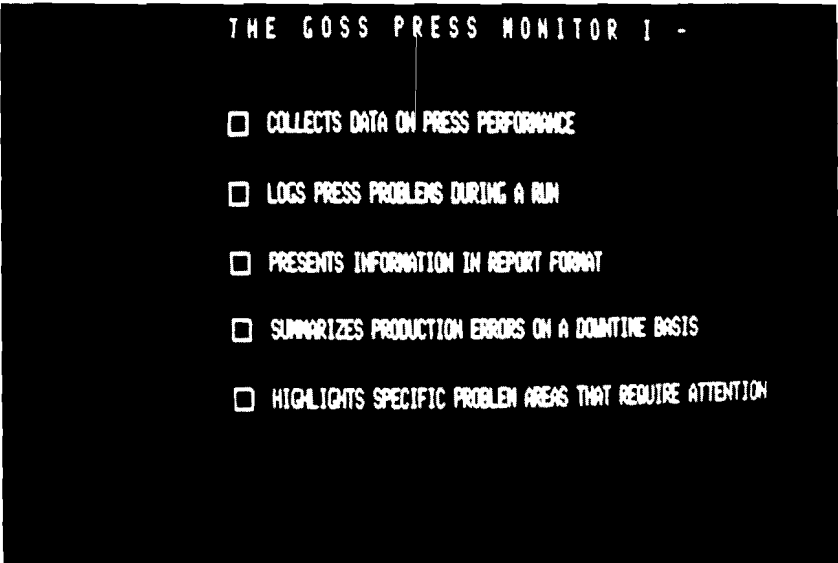 THE GOSS PRESS MONITOR I -
COLLECTS DATA ON PRESS PERFORMANCE
LOGS PRESS PROBLEMS DURING A RUN
PRESENTS INFORMATION IN REPORT FORMAT
SUMMARIZES PRODUCTION ERRORS ON A DOWNTIME BASIS
HIGHLIGHTS SPECIFIC PROBLEM AREAS THAT REQUIRE ATTENTION